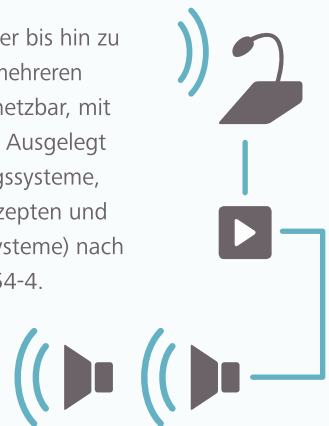 er bis hin zu
mehreren
netzbar, mit
Ausgelegt
gssysteme,
zepten und
ysteme) nach
54-4.